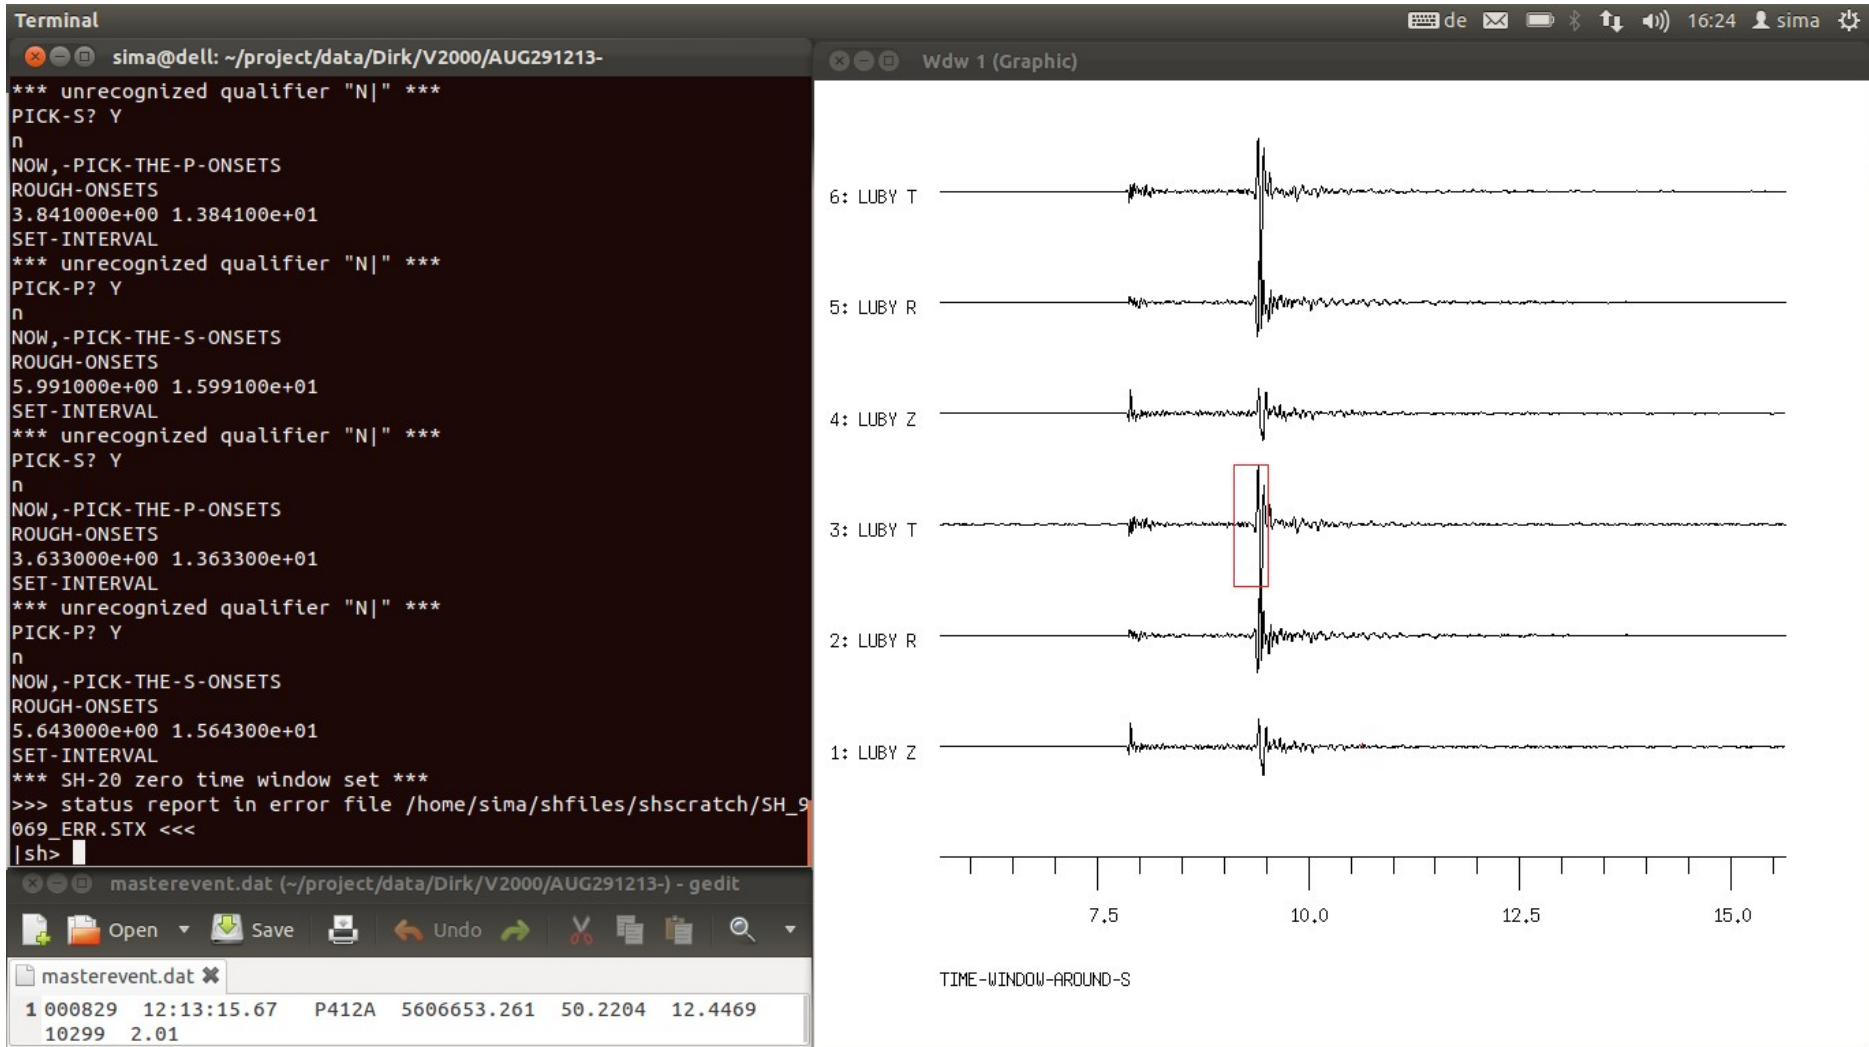 Terminal
de 16:24 sima
sima@dell: ~/project/data/Dirk/V2000/AUG291213-
*** unrecognized qualifier "N|" ***
PICK-S? Y
n
NOW,-PICK-THE-P-ONSETS
ROUGH-ONSETS
3.841000e+00 1.384100e+01
SET-INTERVAL
*** unrecognized qualifier "N|" ***
PICK-P? Y
n
NOW,-PICK-THE-S-ONSETS
ROUGH-ONSETS
5.991000e+00 1.599100e+01
SET-INTERVAL
*** unrecognized qualifier "N|" ***
PICK-S? Y
n
NOW,-PICK-THE-P-ONSETS
ROUGH-ONSETS
3.633000e+00 1.363300e+01
SET-INTERVAL
*** unrecognized qualifier "N|" ***
PICK-P? Y
n
NOW,-PICK-THE-S-ONSETS
ROUGH-ONSETS
5.643000e+00 1.564300e+01
SET-INTERVAL
*** SH-20 zero time window set ***
>>> status report in error file /home/sima/shfiles/shscratch/SH_9
069_ERR.STX <<<
|sh>
masterevent.dat (~/project/data/Dirk/V2000/AUG291213-) - gedit
Open Save Undo
masterevent.dat
1 000829 12:13:15.67 P412A 5606653.261 50.2204 12.4469
10299 2.01
Wdw 1 (Graphic)
6: LUBY T
5: LUBY R
4: LUBY Z
3: LUBY T
2: LUBY R
1: LUBY Z
7.5 10.0 12.5 15.0
TIME-WINDOW-AROUND-S